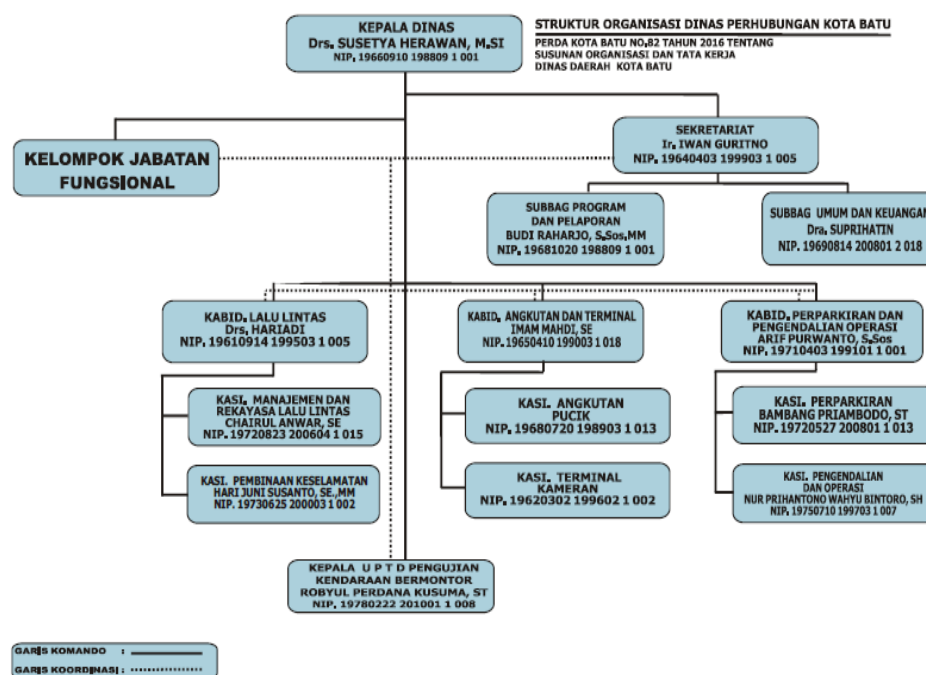 KEPALA DINAS
Drs. SUSETYA HERAWAN, M.SI
NIP. 19660910 198809 1 001
STRUKTUR ORGANISASI DINAS PERHUBUNGAN KOTA BATU
PERDA KOTA BATU NO.82 TAHUN 2016 TENTANG
SUSUNAN ORGANISASI DAN TATA KERJA
DINAS DAERAH KOTA BATU
KELOMPOK JABATAN
FUNGSIONAL
SEKRETARIAT
Ir. IWAN GURITNO
NIP. 19640403 199903 1 005
SUBBAG PROGRAM
DAN PELAPORAN
BUDI RAHARJO, S.Sos.MM
NIP. 19681020 198809 1 001
SUBBAG UMUM DAN KEUANGAN
Dra. SUPRIHATIN
NIP. 19690814 200801 2 018
KABID. LALU LINTAS
Drs. HARIADI
NIP. 19610914 199503 1 005
KABID. ANGKUTAN DAN TERMINAL
IMAM MAHDI, SE
NIP. 19650410 199003 1 018
KABID. PERPARKIRAN DAN
PENGENDALIAN OPERASI
ARIF PURWANTO, S.Sos
NIP. 19710403 199101 1 001
KASI. MANAJEMEN DAN
REKAYASA LALU LINTAS
CHAIRUL ANWAR, SE
NIP. 19720823 200604 1 015
KASI. ANGKUTAN
PUCIK
NIP. 19680720 198903 1 013
KASI. PERPARKIRAN
BAMBANG PRIAMBODO, ST
NIP. 19720527 200801 1 013
KASI. PEMBINAAN KESELAMATAN
HARI JUNI SUSANTO, SE.,MM
NIP. 19730625 200003 1 002
KASI. TERMINAL
KAMERAN
NIP. 19620302 199602 1 002
KASI. PENGENDALIAN
DAN OPERASI
NUR PRIHANTONO WAHYU BINTORO, SH
NIP. 19750710 199703 1 007
KEPALA U P T D PENGUJIAN
KENDARAAN BERMONTOR
ROBYUL PERDANA KUSUMA, ST
NIP. 19780222 201001 1 008
GARIS KOMANDO :
GARIS KOORDINASI :